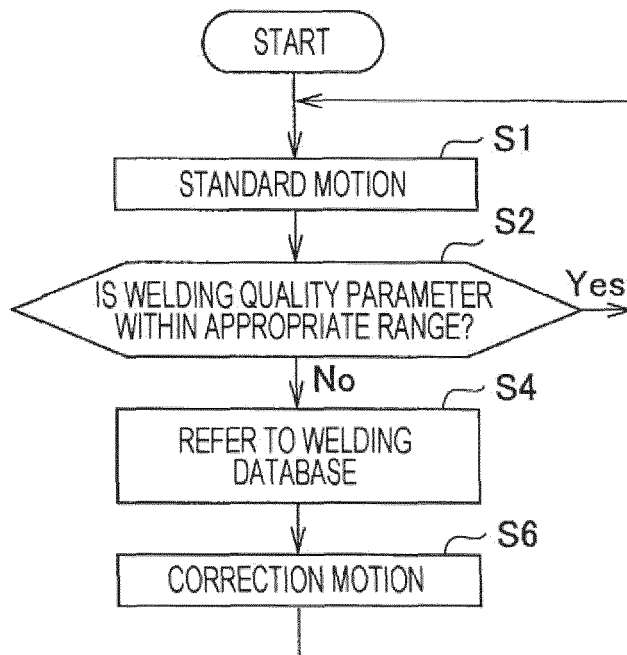 START
S1
STANDARD MOTION
S2
IS WELDING QUALITY PARAMETER
WITHIN APPROPRIATE RANGE?
Yes
No
S4
REFER TO WELDING
DATABASE
S6
CORRECTION MOTION